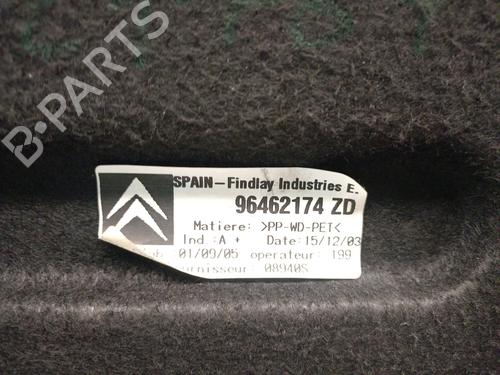 B-PARTS
SPAIN-Findlay Industries E.
96462174 ZD
Matiere: >PP-WD-PET<
Ind.:A + Date:15/12/03
01/09/05 operateur: 199
08940S